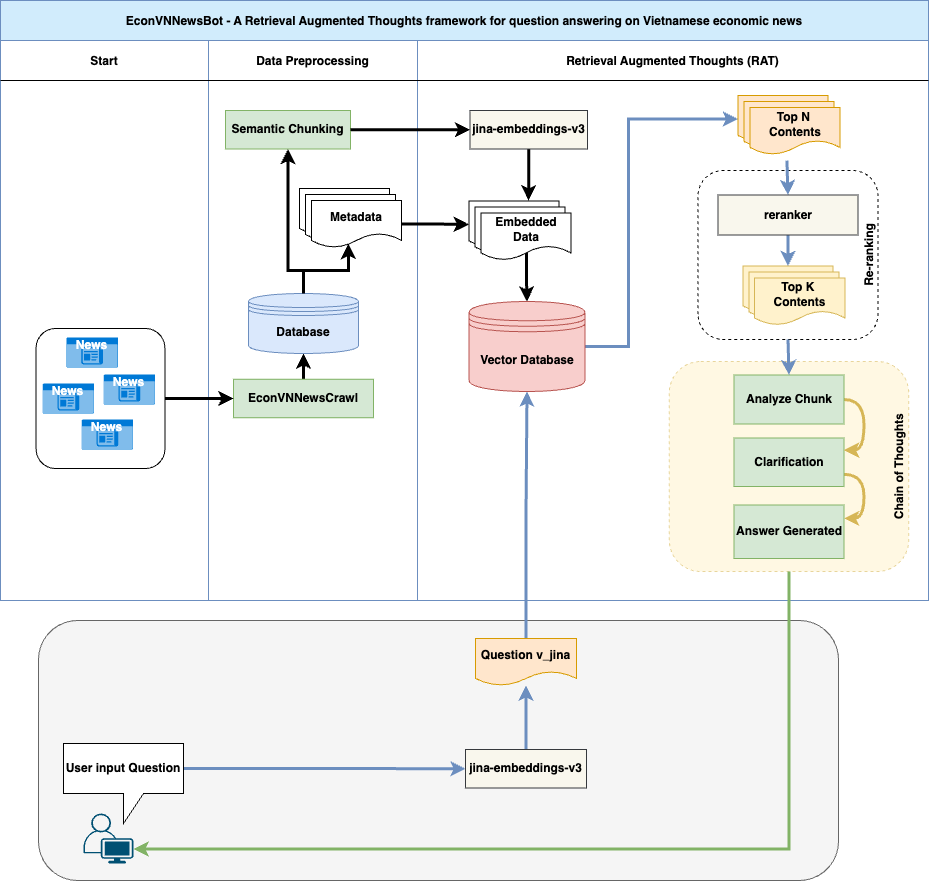 EconVNNewsBot - A Retrieval Augmented Thoughts framework for question answering on Vietnamese economic news
Start
Data Preprocessing
Retrieval Augmented Thoughts (RAT)
Semantic Chunking
jina-embeddings-v3
Top N
Contents
Metadata
Embedded
Data
reranker
Re-ranking
Top K
Contents
Database
Vector Database
News
News
News
News
EconVNNewsCrawl
Analyze Chunk
Clarification
Answer Generated
Chain of Thoughts
Question v_jina
User input Question
jina-embeddings-v3